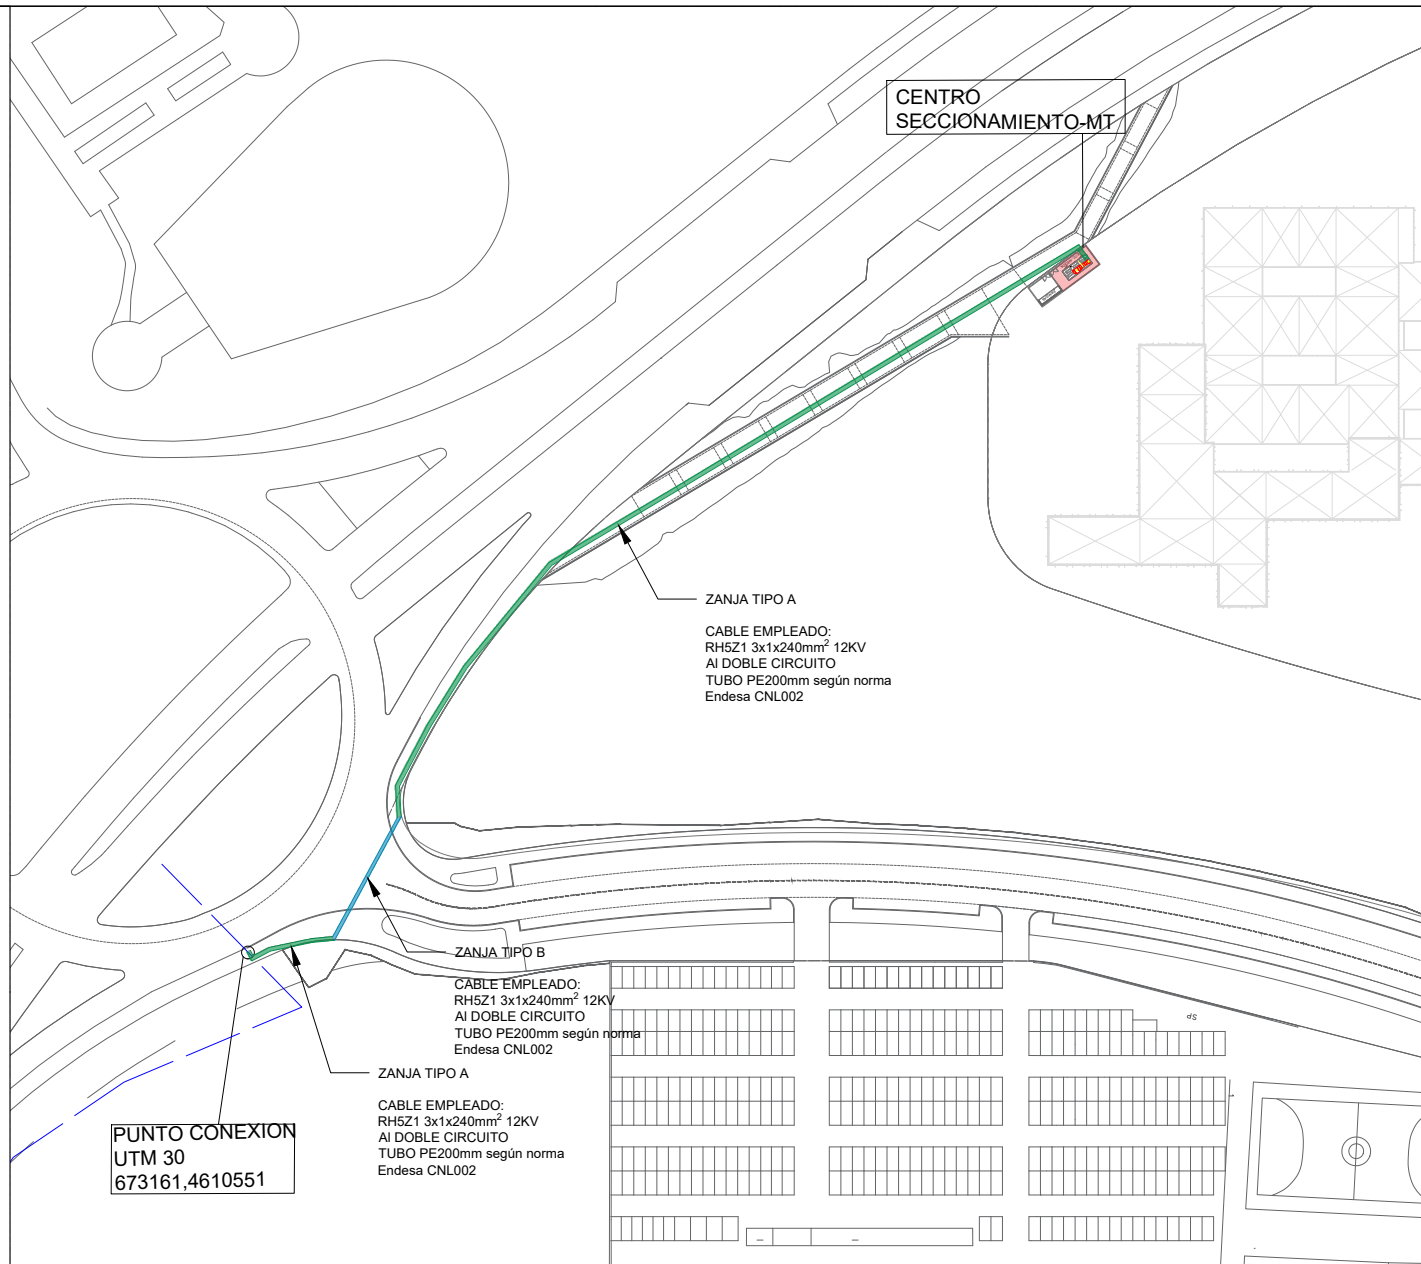 CENTRO
SECCIONAMIENTO-MT
ZANJA TIPO A
CABLE EMPLEADO:
RH5Z1 3x1x240mm² 12KV
Al DOBLE CIRCUITO
TUBO PE200mm según norma
Endesa CNL002
ZANJA TIPO B
CABLE EMPLEADO:
RH5Z1 3x1x240mm² 12KV
Al DOBLE CIRCUITO
TUBO PE200mm según norma
Endesa CNL002
ZANJA TIPO A
CABLE EMPLEADO:
RH5Z1 3x1x240mm² 12KV
Al DOBLE CIRCUITO
TUBO PE200mm según norma
Endesa CNL002
PUNTO CONEXION
UTM 30
673161,4610551
SP